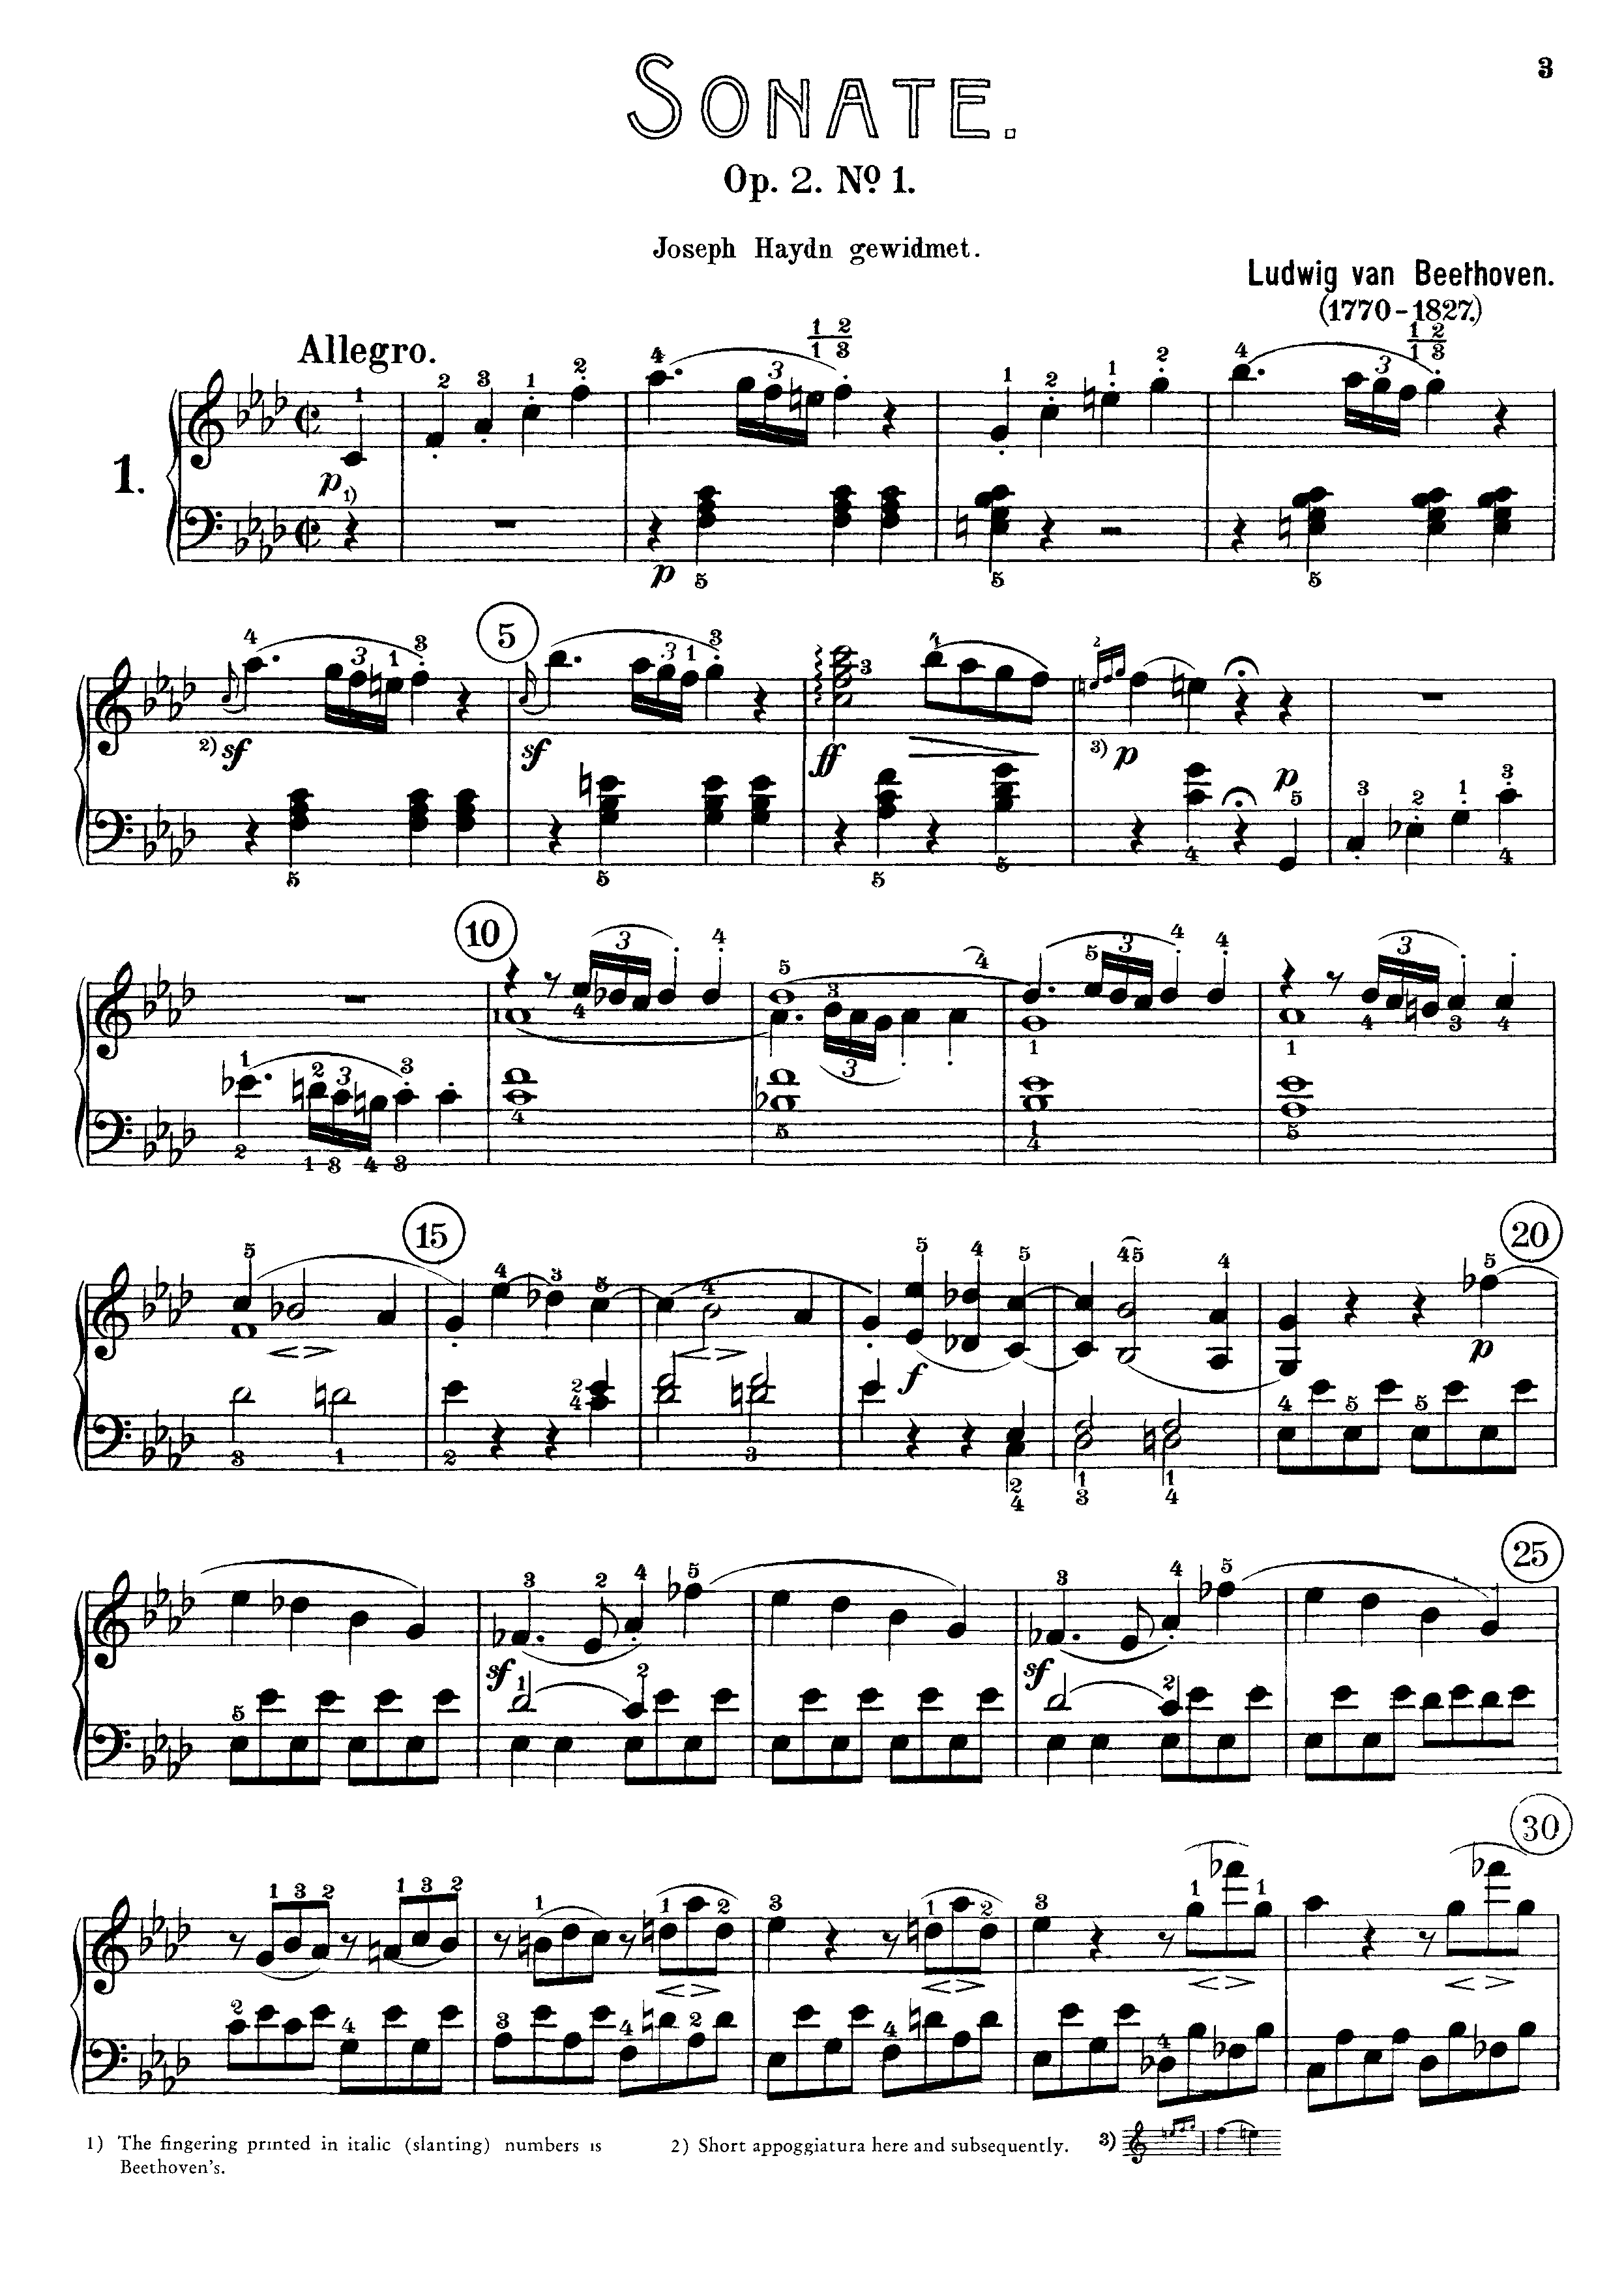 3
SONATE.
Op. 2. Nº 1.
Joseph Haydn gewidmet.
Ludwig van Beethoven.
(1770-1827.)
Allegro.
1.
p
1)
p
5
2) sf
sf
ff
3) p
p
10
15
20
f
p
25
sf
sf
30
1) The fingering printed in italic (slanting) numbers is
Beethoven's.
2) Short appoggiatura here and subsequently.
3)